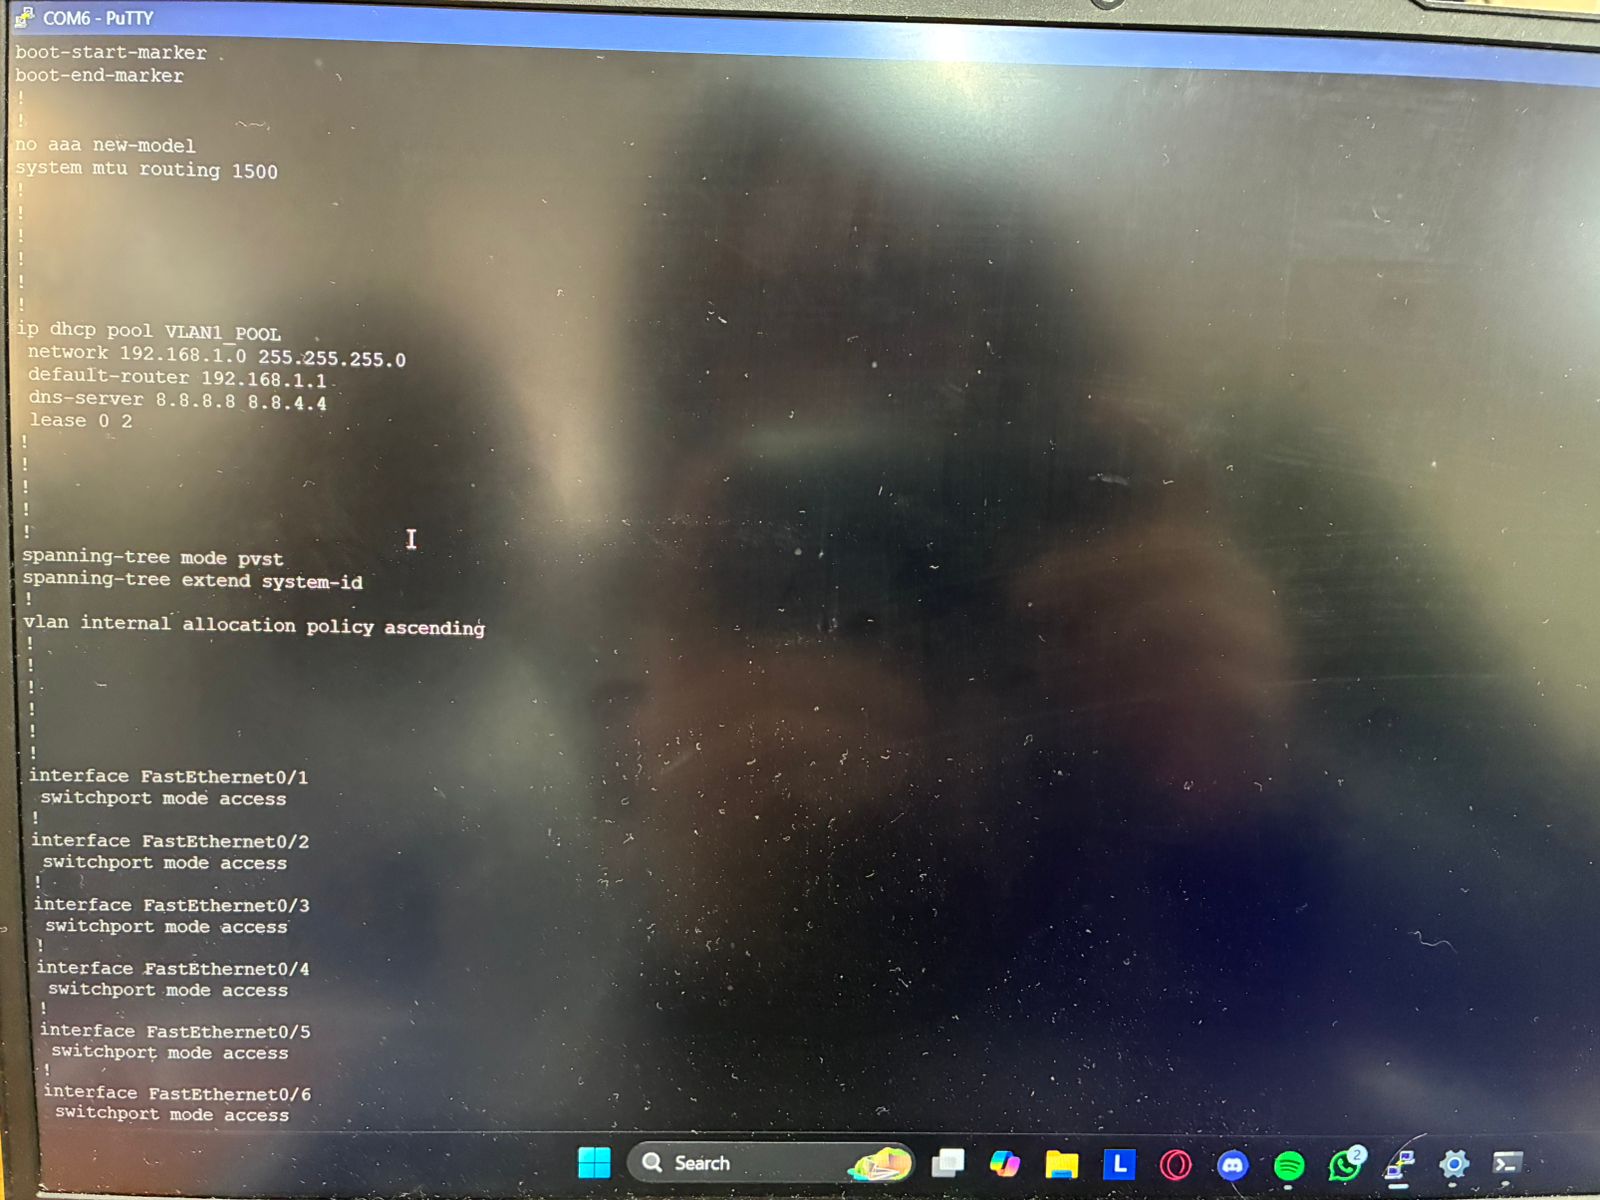 COM6 - PuTTY
boot-start-marker
boot-end-marker
!
!
no aaa new-model
system mtu routing 1500
!
!
!
!
!
!
ip dhcp pool VLAN1_POOL
 network 192.168.1.0 255.255.255.0
 default-router 192.168.1.1
 dns-server 8.8.8.8 8.8.4.4
 lease 0 2
!
!
!
!
!
spanning-tree mode pvst
spanning-tree extend system-id
!
vlan internal allocation policy ascending
!
!
!
!
!
!
interface FastEthernet0/1
 switchport mode access
!
interface FastEthernet0/2
 switchport mode access
!
interface FastEthernet0/3
 switchport mode access
!
interface FastEthernet0/4
 switchport mode access
!
interface FastEthernet0/5
 switchport mode access
!
interface FastEthernet0/6
 switchport mode access
Search
L
2